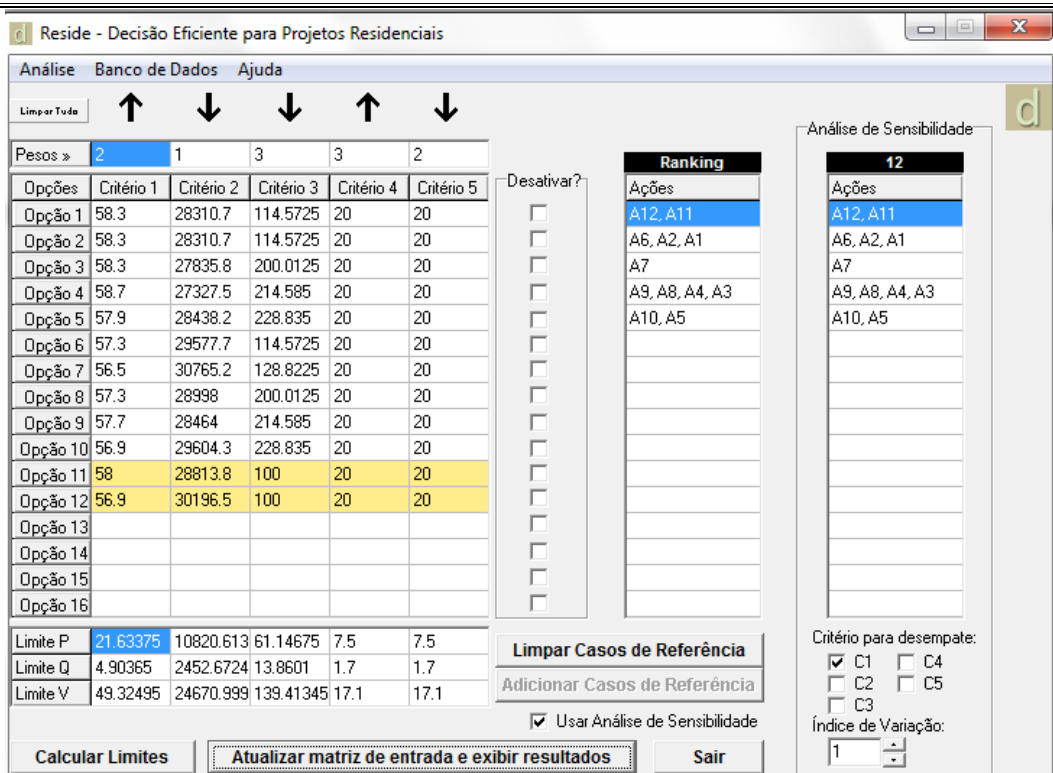 d Reside - Decisão Eficiente para Projetos Residenciais
Análise Banco de Dados Ajuda
Limpar Tudo
d
Análise de Sensibilidade
Pesos » 2 1 3 3 2
Ranking 12
Opções Critério 1 Critério 2 Critério 3 Critério 4 Critério 5 Desativar? Ações Ações
Opção 1 58.3 28310.7 114.5725 20 20 A12, A11 A12, A11
Opção 2 58.3 28310.7 114.5725 20 20 A6, A2, A1 A6, A2, A1
Opção 3 58.3 27835.8 200.0125 20 20 A7 A7
Opção 4 58.7 27327.5 214.585 20 20 A9, A8, A4, A3 A9, A8, A4, A3
Opção 5 57.9 28438.2 228.835 20 20 A10, A5 A10, A5
Opção 6 57.3 29577.7 114.5725 20 20
Opção 7 56.5 30765.2 128.8225 20 20
Opção 8 57.3 28998 200.0125 20 20
Opção 9 57.7 28464 214.585 20 20
Opção 10 56.9 29604.3 228.835 20 20
Opção 11 58 28813.8 100 20 20
Opção 12 56.9 30196.5 100 20 20
Opção 13
Opção 14
Opção 15
Opção 16
Limite P 21.63375 10820.613 61.14675 7.5 7.5
Limite Q 4.90365 2452.6724 13.8601 1.7 1.7
Limite V 49.32495 24670.999 139.41345 17.1 17.1
Limpar Casos de Referência
Adicionar Casos de Referência
Usar Análise de Sensibilidade
Critério para desempate:
C1 C4
C2 C5
C3
Índice de Variação:
1
Calcular Limites Atualizar matriz de entrada e exibir resultados Sair